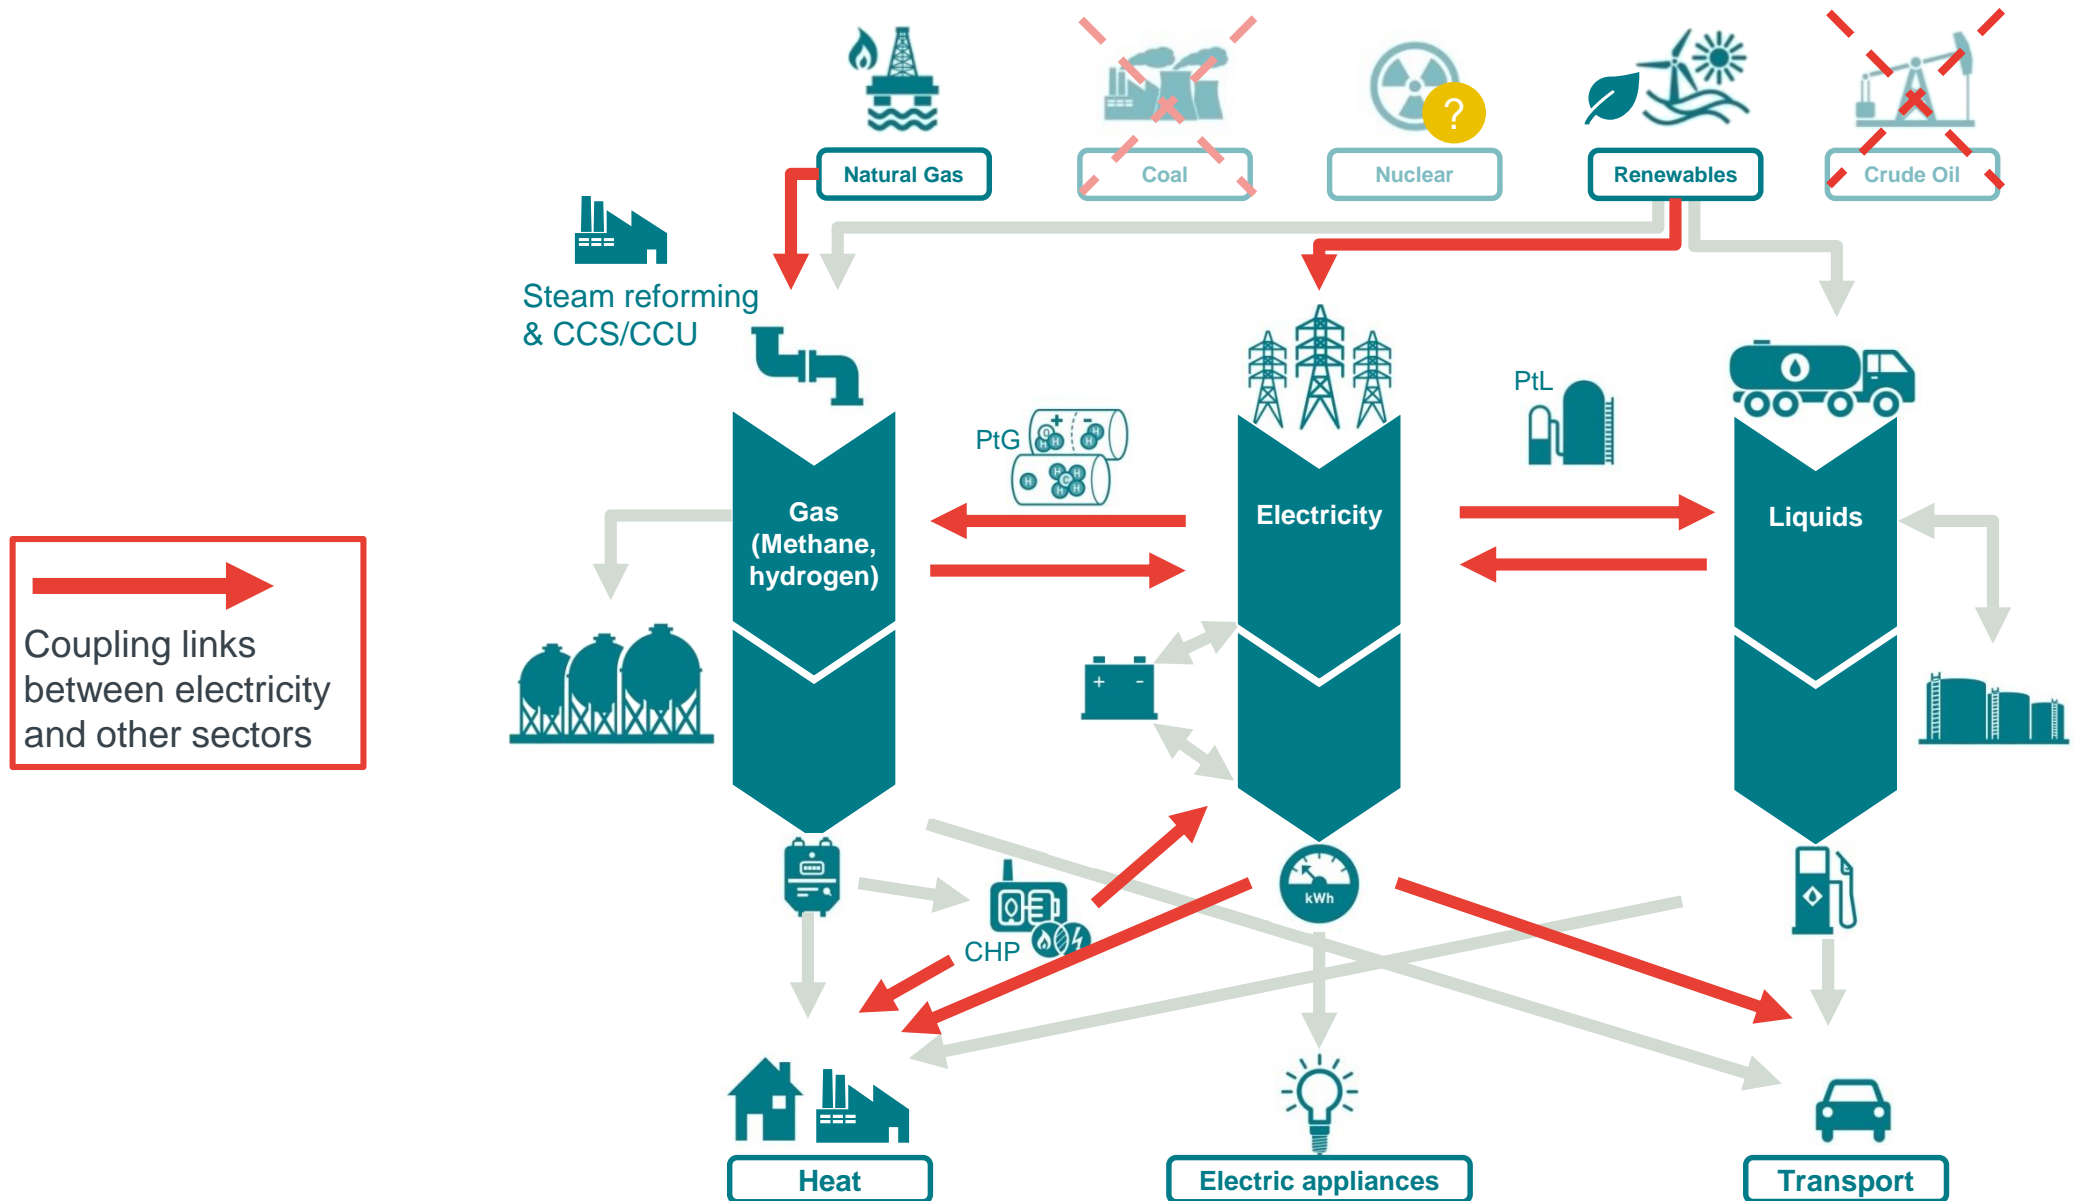 ?
Natural Gas
Coal
Nuclear
Renewables
Crude Oil
Steam reforming
& CCS/CCU
PtL
PtG
+ -
O
H H
H H
H
H H
C
H H
Gas
(Methane,
hydrogen)
Electricity
Liquids
Coupling links
between electricity
and other sectors
+ -
kWh
CHP
Heat
Electric appliances
Transport